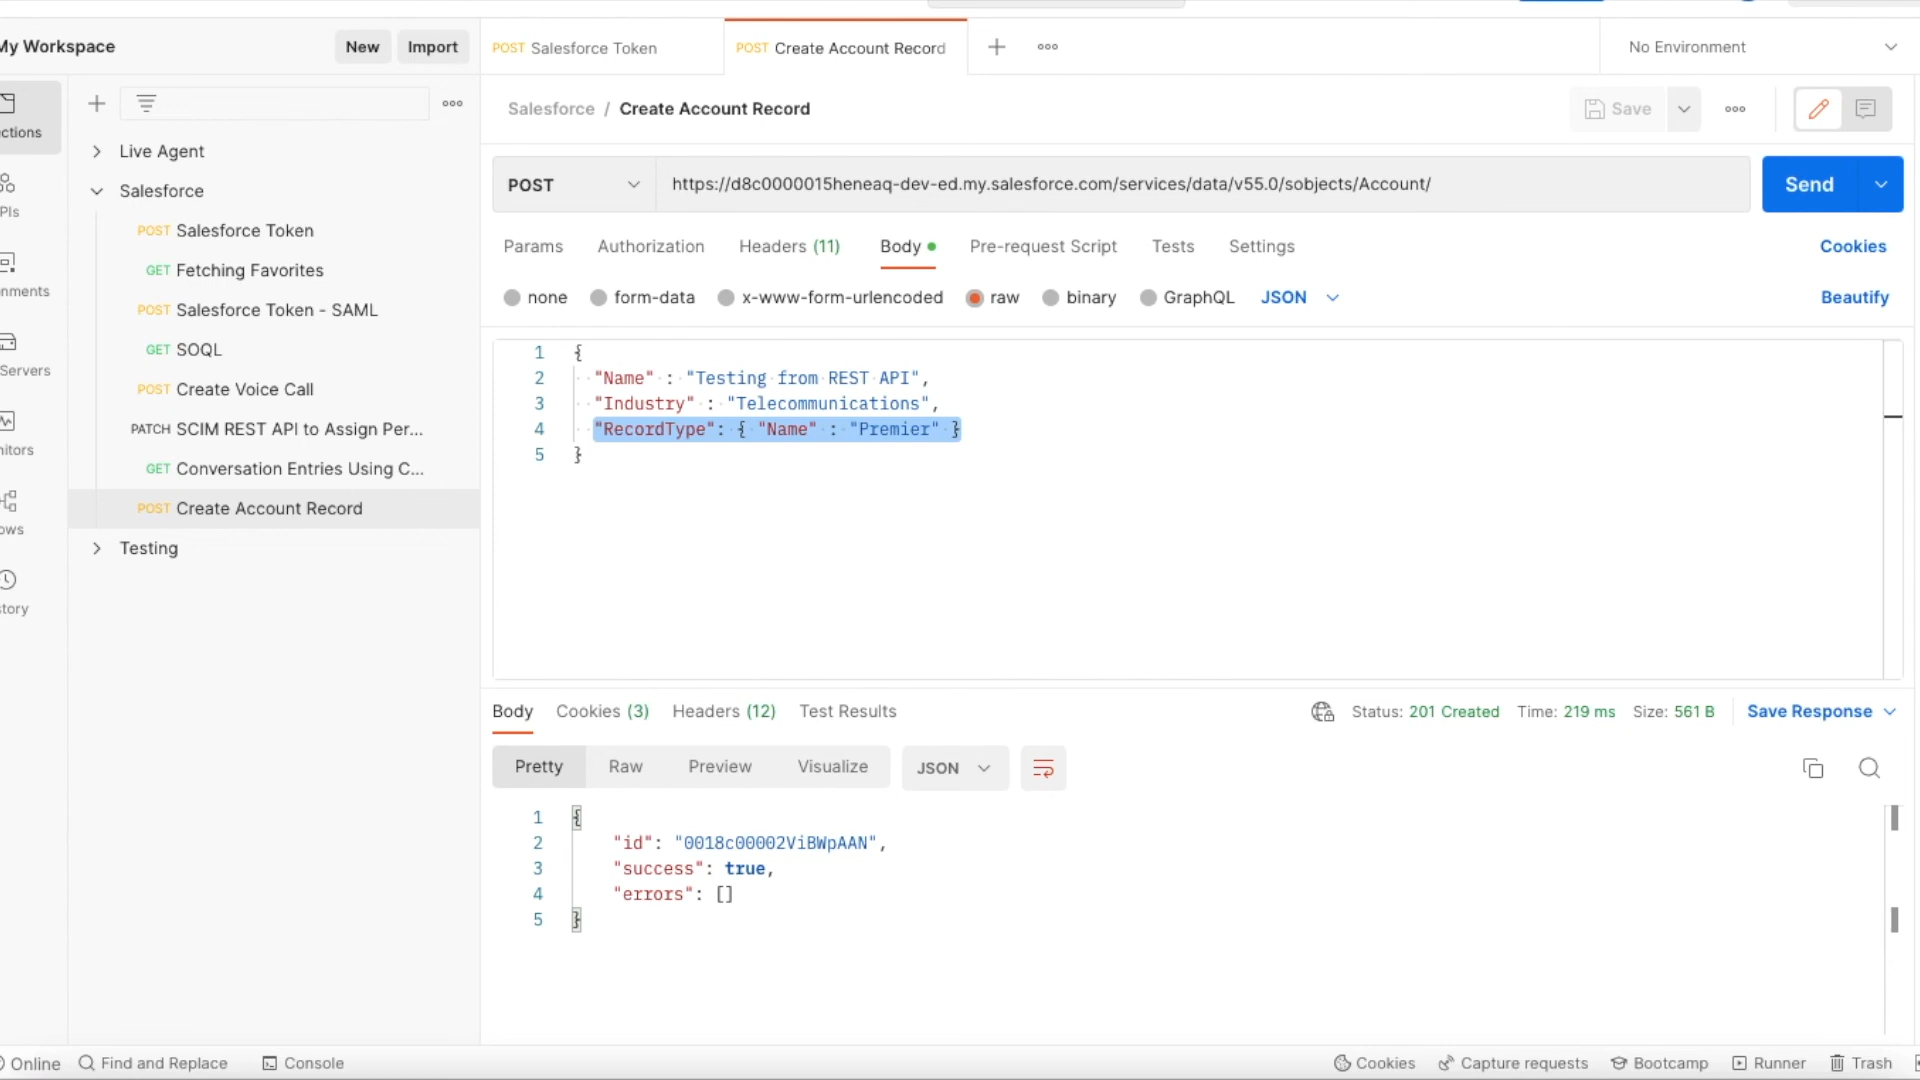 My Workspace
New
Import
POST Salesforce Token
POST Create Account Record
No Environment
Salesforce / Create Account Record
Save
ctions
PIs
nments
Servers
nitors
ows
story
Live Agent
Salesforce
POST Salesforce Token
GET Fetching Favorites
POST Salesforce Token - SAML
GET SOQL
POST Create Voice Call
PATCH SCIM REST API to Assign Per...
GET Conversation Entries Using C...
POST Create Account Record
Testing
POST
https://d8c0000015heneaq-dev-ed.my.salesforce.com/services/data/v55.0/sobjects/Account/
Send
Params Authorization Headers (11) Body Pre-request Script Tests Settings Cookies
none form-data x-www-form-urlencoded raw binary GraphQL JSON Beautify
1 {
2 "Name" : "Testing from REST API",
3 "Industry" : "Telecommunications",
4 "RecordType": { "Name" : "Premier" }
5 }
Body Cookies (3) Headers (12) Test Results Status: 201 Created Time: 219 ms Size: 561 B Save Response
Pretty Raw Preview Visualize JSON
1 {
2 "id": "0018c00002ViBWpAAN",
3 "success": true,
4 "errors": []
5 }
Online Find and Replace Console Cookies Capture requests Bootcamp Runner Trash